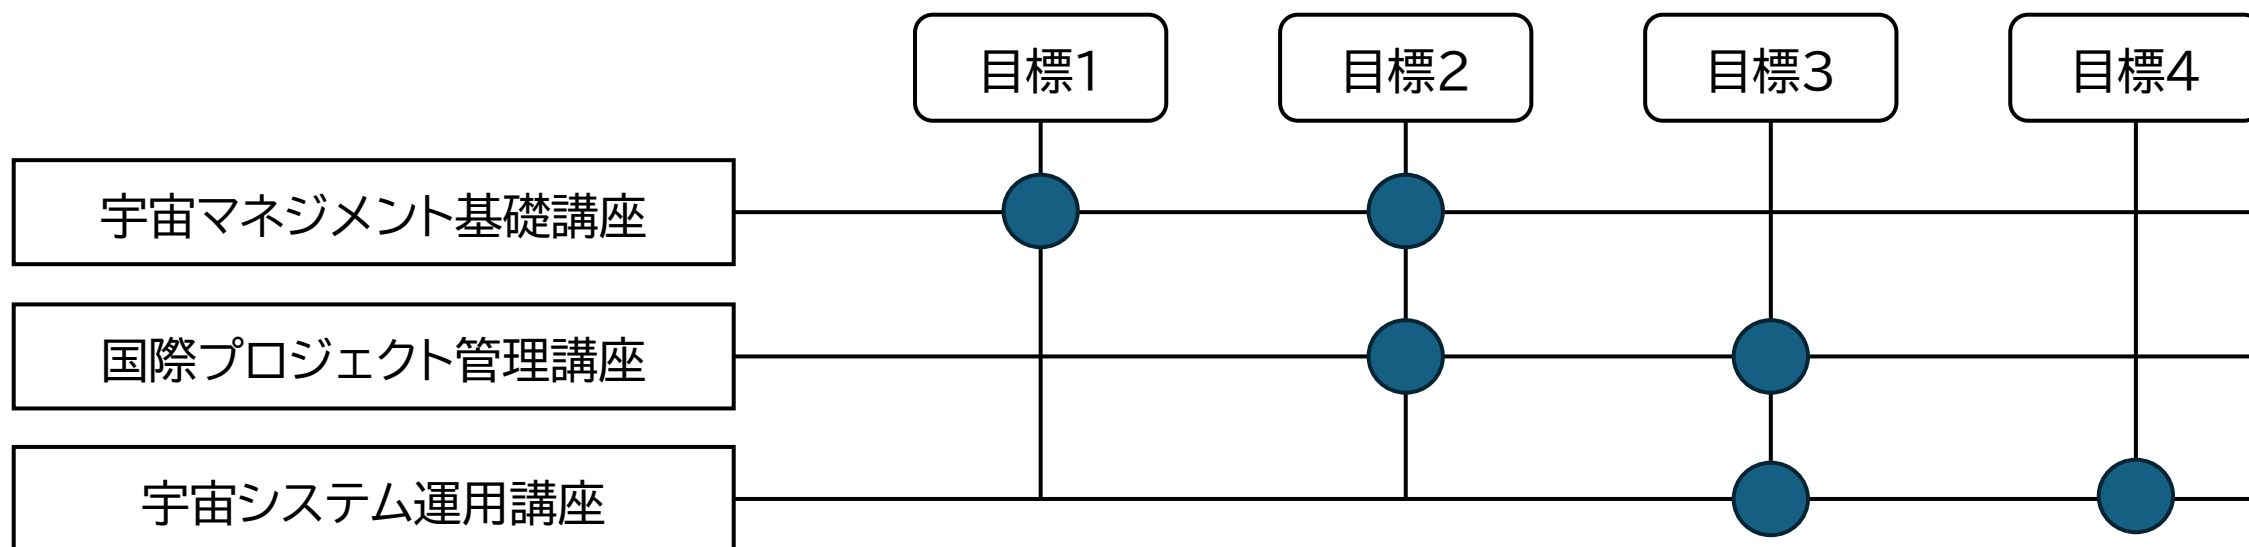 目標1
目標2
目標3
目標4
宇宙マネジメント基礎講座
国際プロジェクト管理講座
宇宙システム運用講座